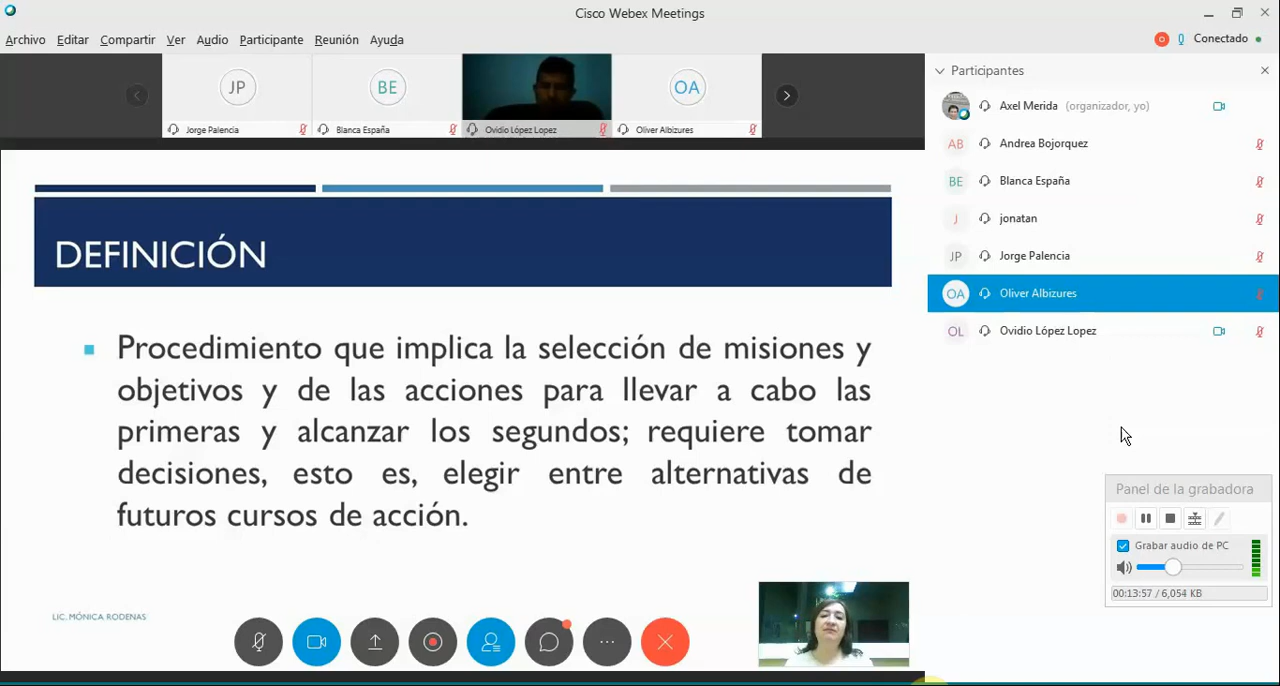 Cisco Webex Meetings
Archivo Editar Compartir Ver Audio Participante Reunión Ayuda
Conectado
JP
BE
OA
Jorge Palencia
Blanca España
Ovidio López Lopez
Oliver Albizures
Participantes
Axel Merida (organizador, yo)
AB Andrea Bojorquez
BE Blanca España
J jonatan
JP Jorge Palencia
OA Oliver Albizures
OL Ovidio López Lopez
DEFINICIÓN
Procedimiento que implica la selección de misiones y
objetivos y de las acciones para llevar a cabo las
primeras y alcanzar los segundos; requiere tomar
decisiones, esto es, elegir entre alternativas de
futuros cursos de acción.
LIC. MÓNICA RODENAS
Panel de la grabadora
Grabar audio de PC
00:13:57 / 6,054 KB